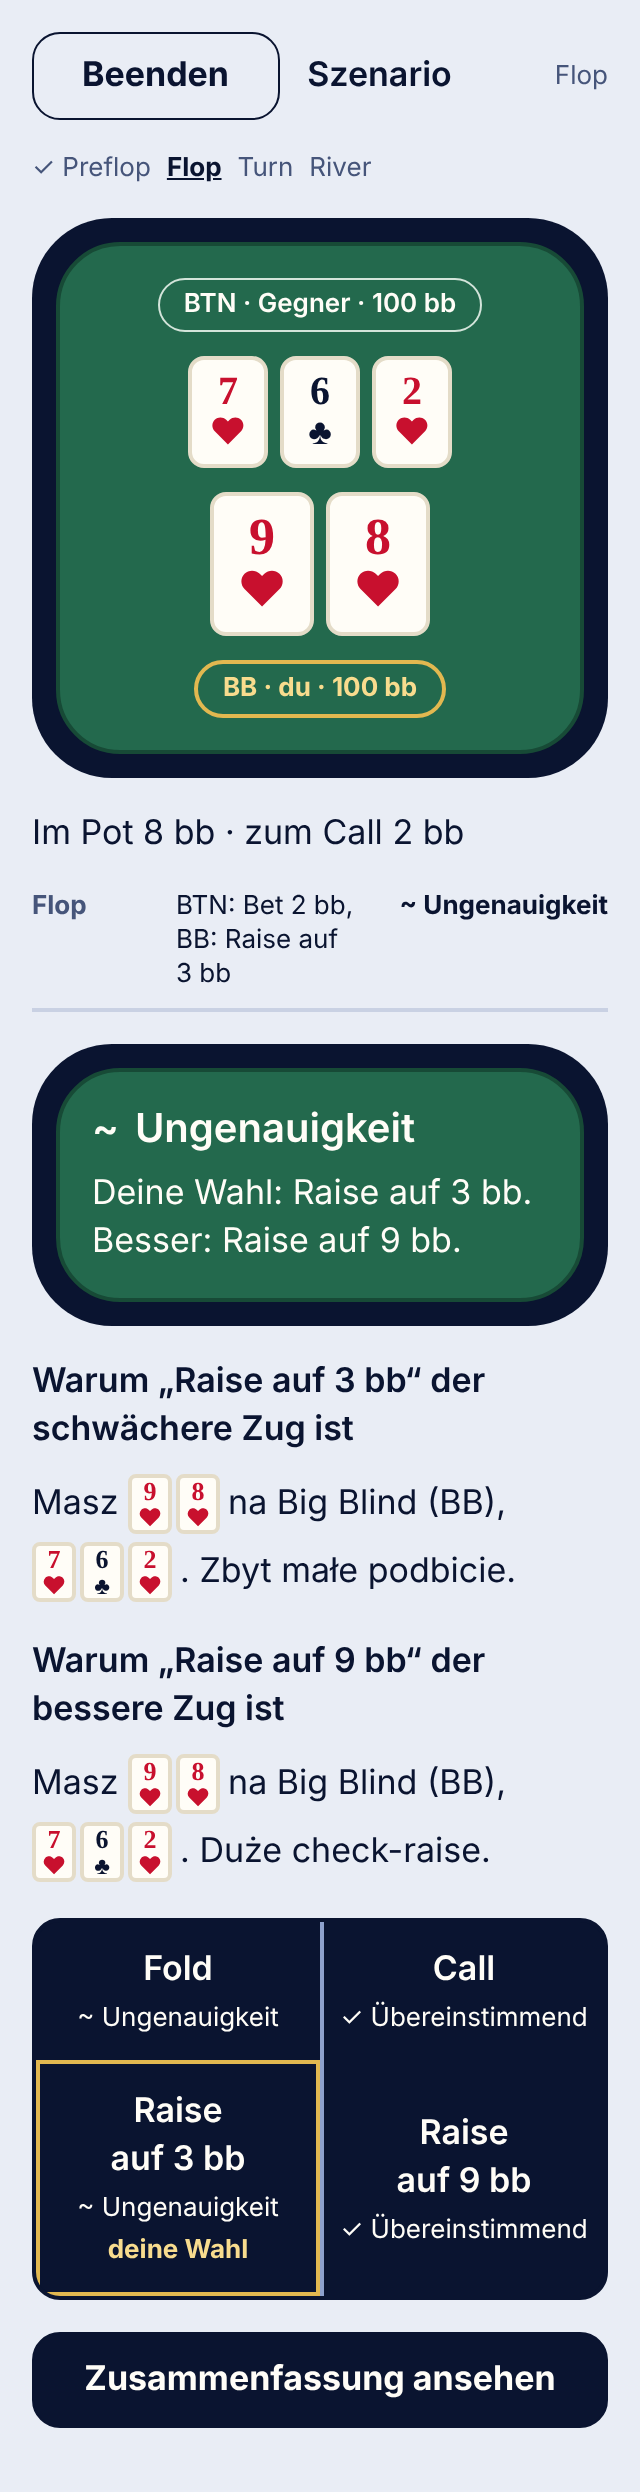 Beenden Szenario Flop
✓ Preflop Flop Turn River
BTN · Gegner · 100 bb
7♥ 6♣ 2♥
9♥ 8♥
BB · du · 100 bb
Im Pot 8 bb · zum Call 2 bb
Flop BTN: Bet 2 bb, ~ Ungenauigkeit
BB: Raise auf
3 bb
~ Ungenauigkeit
Deine Wahl: Raise auf 3 bb.
Besser: Raise auf 9 bb.
Warum „Raise auf 3 bb“ der
schwächere Zug ist
Masz 9♥ 8♥ na Big Blind (BB),
7♥ 6♣ 2♥ . Zbyt małe podbicie.
Warum „Raise auf 9 bb“ der
bessere Zug ist
Masz 9♥ 8♥ na Big Blind (BB),
7♥ 6♣ 2♥ . Duże check-raise.
Fold
~ Ungenauigkeit
Call
✓ Übereinstimmend
Raise
auf 3 bb
~ Ungenauigkeit
deine Wahl
Raise
auf 9 bb
✓ Übereinstimmend
Zusammenfassung ansehen